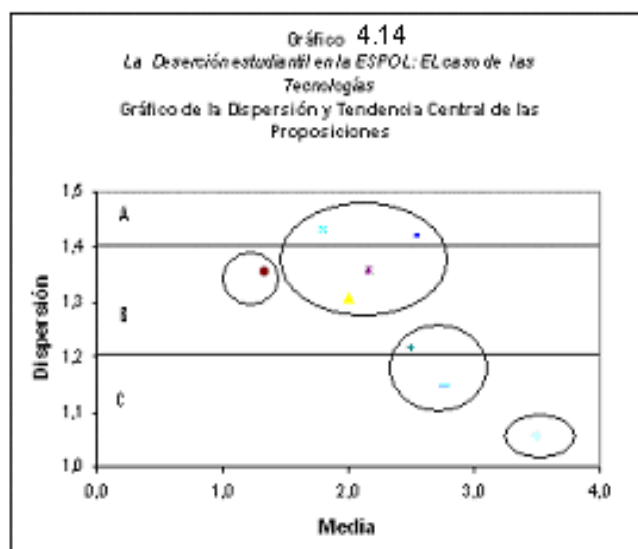 Gráfico 4.14
La Deserción estudiantil en la ESPOL: El caso de las
Tecnologías
Gráfico de la Dispersión y Tendencia Central de las
Proposiciones
1,5
A
1,4
1,3
B
1,2
C
1,1
1,0
0,0 1,0 2,0 3,0 4,0
Dispersión
Media